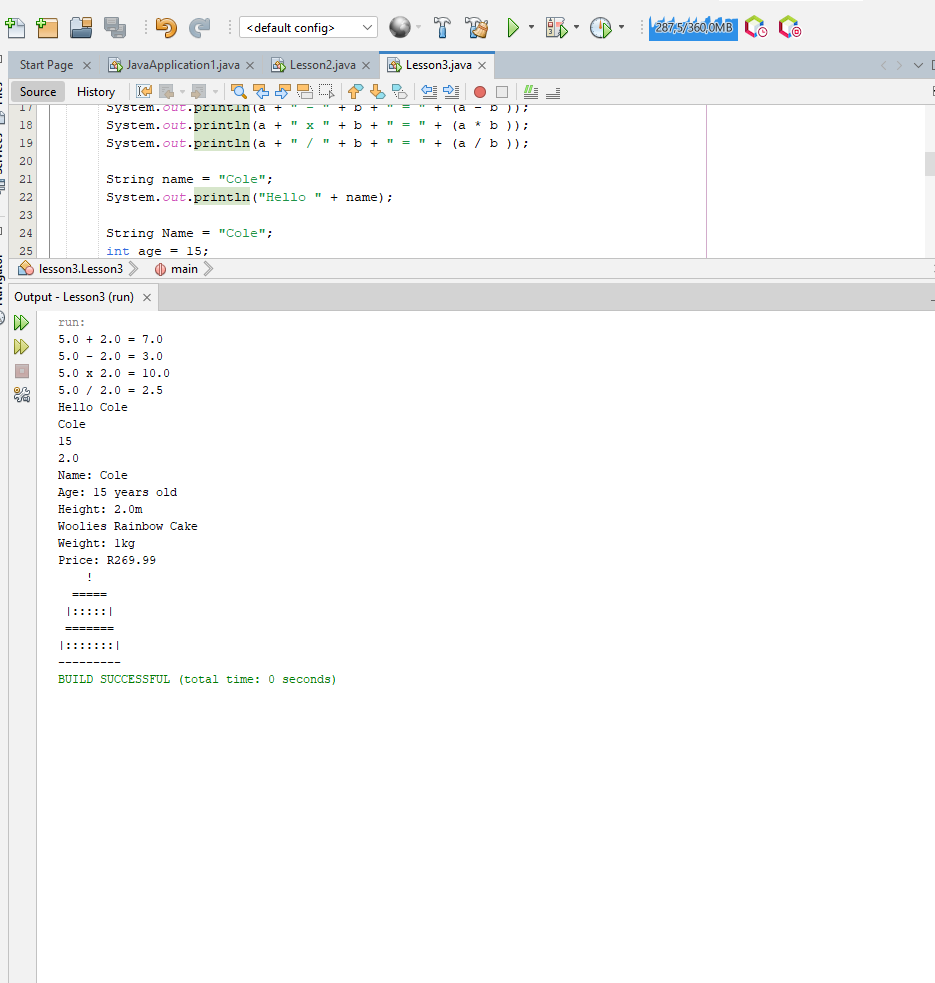 <default config>
287,5/360,0MB
Start Page
JavaApplication1.java
Lesson2.java
Lesson3.java
Source History
17 System.out.println(a + " - " + b + " = " + (a - b ));
18 System.out.println(a + " x " + b + " = " + (a * b ));
19 System.out.println(a + " / " + b + " = " + (a / b ));
20
21 String name = "Cole";
22 System.out.println("Hello " + name);
23
24 String Name = "Cole";
25 int age = 15;
lesson3.Lesson3 main
Output - Lesson3 (run)
run:
5.0 + 2.0 = 7.0
5.0 - 2.0 = 3.0
5.0 x 2.0 = 10.0
5.0 / 2.0 = 2.5
Hello Cole
Cole
15
2.0
Name: Cole
Age: 15 years old
Height: 2.0m
Woolies Rainbow Cake
Weight: 1kg
Price: R269.99
    !
  =====
 |:::::|
 =======
|:::::::|
---------
BUILD SUCCESSFUL (total time: 0 seconds)